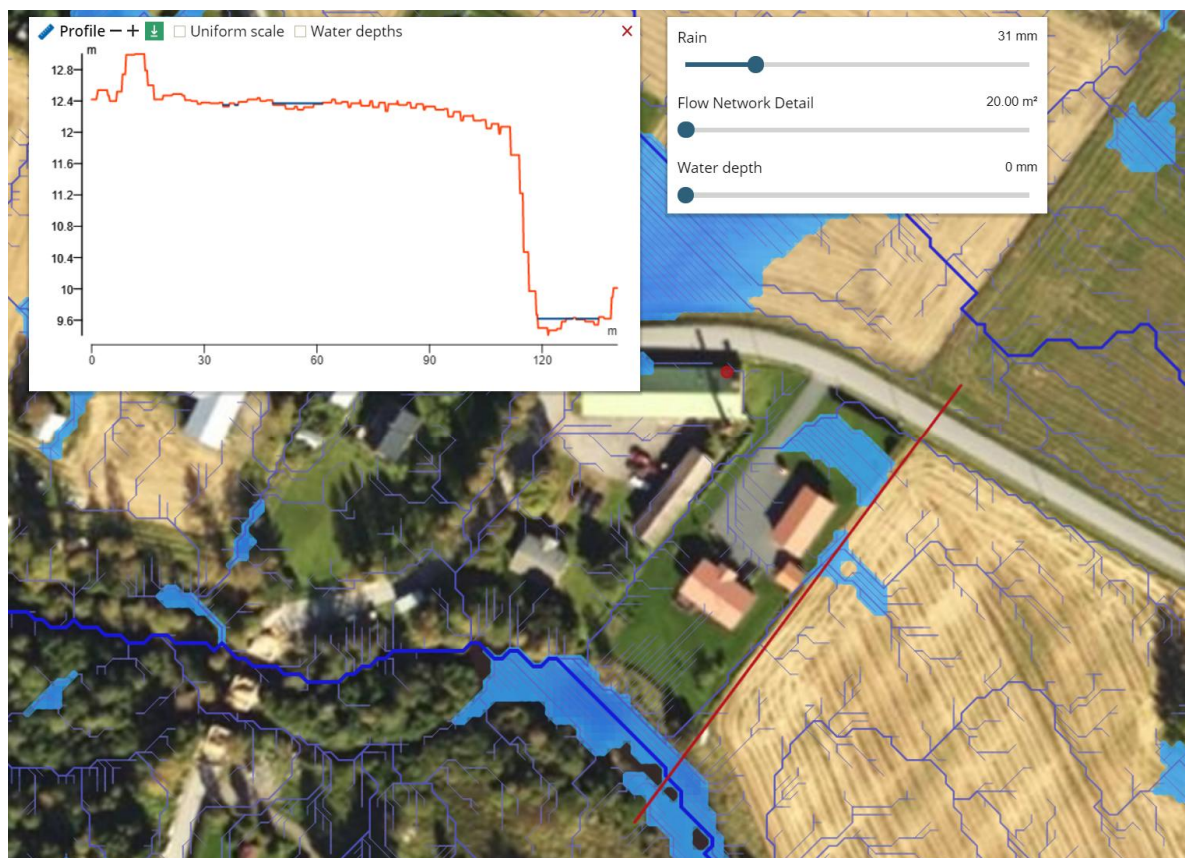 Profile − + Uniform scale Water depths ×
m
12.8
12.4
12
11.6
11.2
10.8
10.4
10
9.6
m
0 30 60 90 120
Rain 31 mm
Flow Network Detail 20.00 m²
Water depth 0 mm